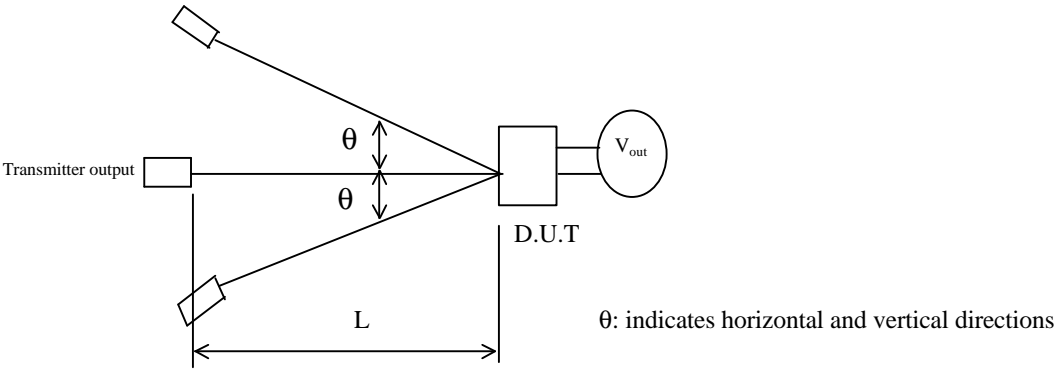 θ
V_out
Transmitter output
θ
D.U.T
L
θ: indicates horizontal and vertical directions